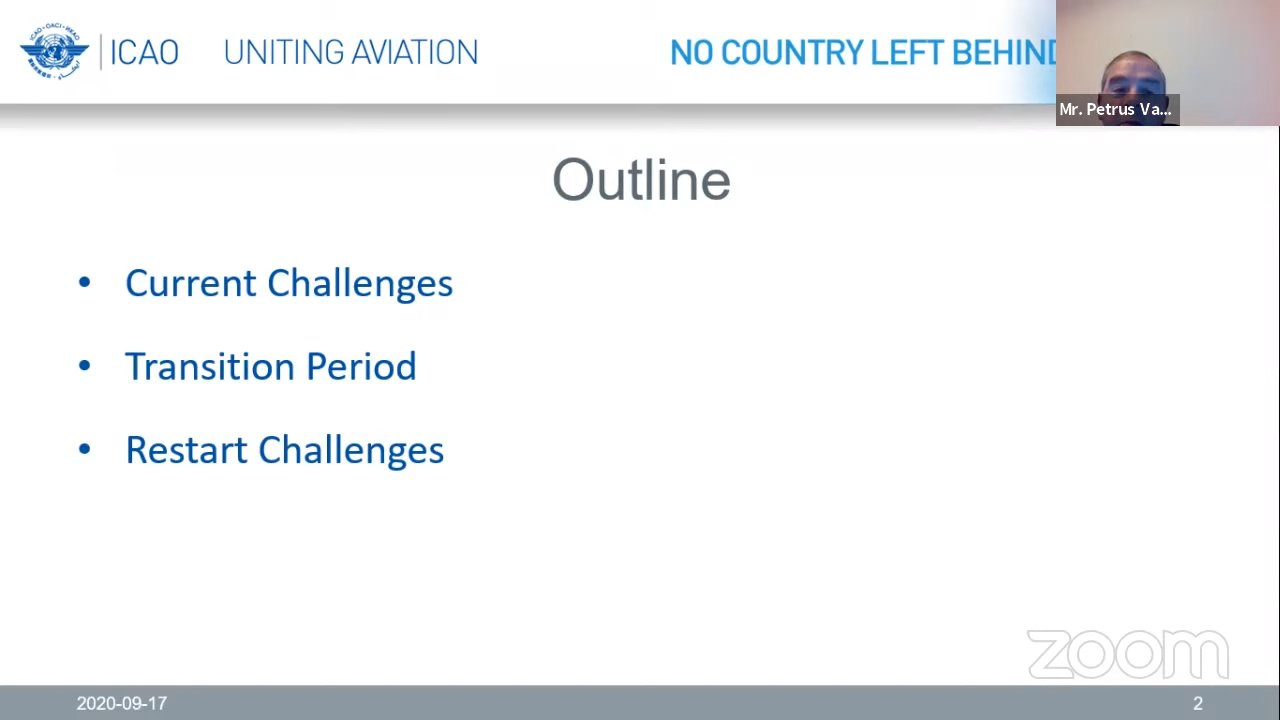 ICAO
UNITING AVIATION
NO COUNTRY LEFT BEHIND
Mr. Petrus Va...
Outline
• Current Challenges
• Transition Period
• Restart Challenges
zoom
2020-09-17
2